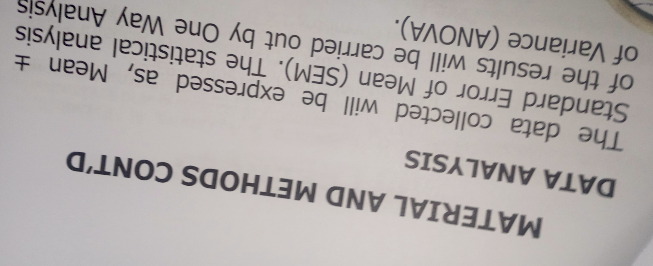 MATERIAL AND METHODS CONT'D
DATA ANALYSIS
The data collected will be expressed as, Mean ±
Standard Error of Mean (SEM). The statistical analysis
of the results will be carried out by One Way Analysis
of Variance (ANOVA).